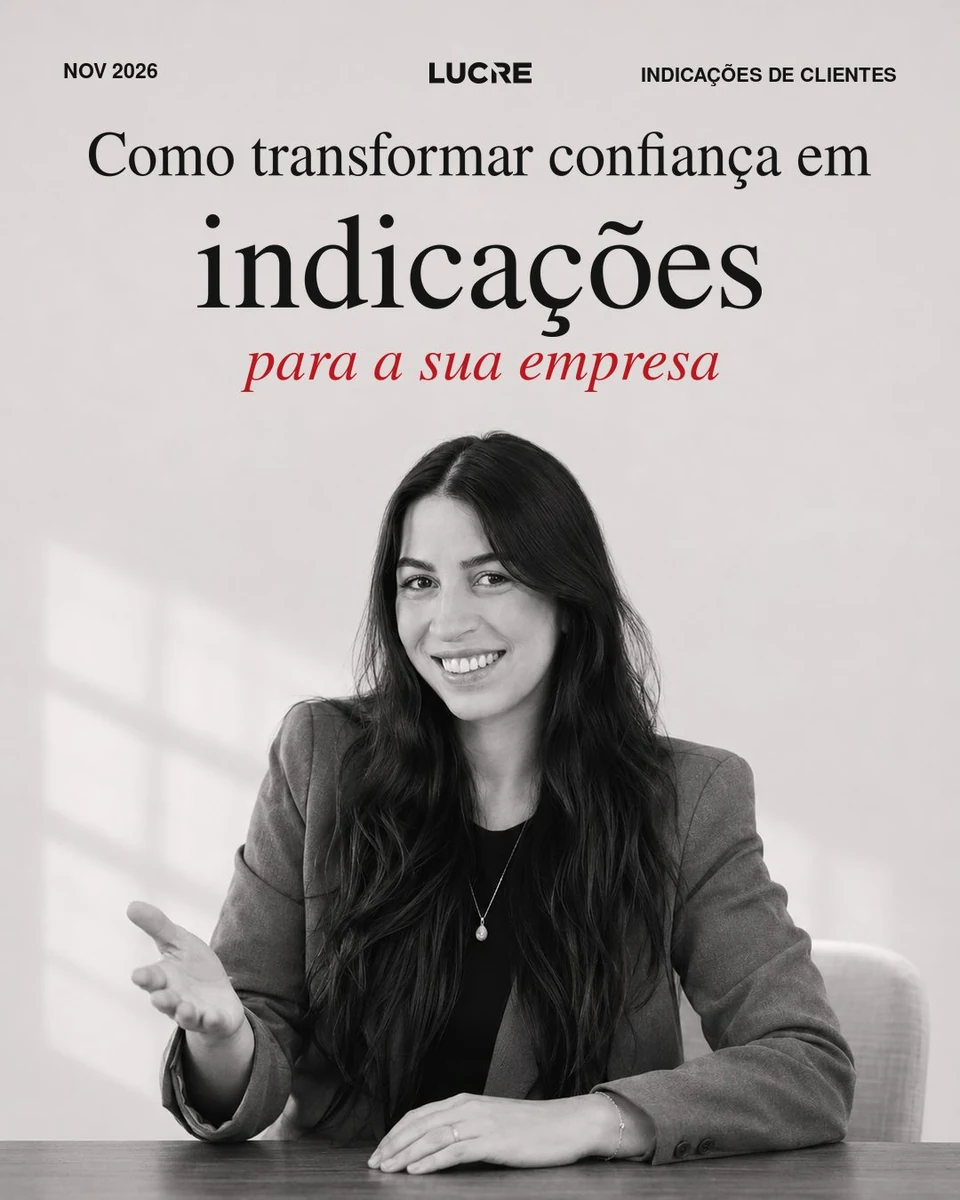 NOV 2026
LUCRE
INDICAÇÕES DE CLIENTES
Como transformar confiança em
indicações
para a sua empresa